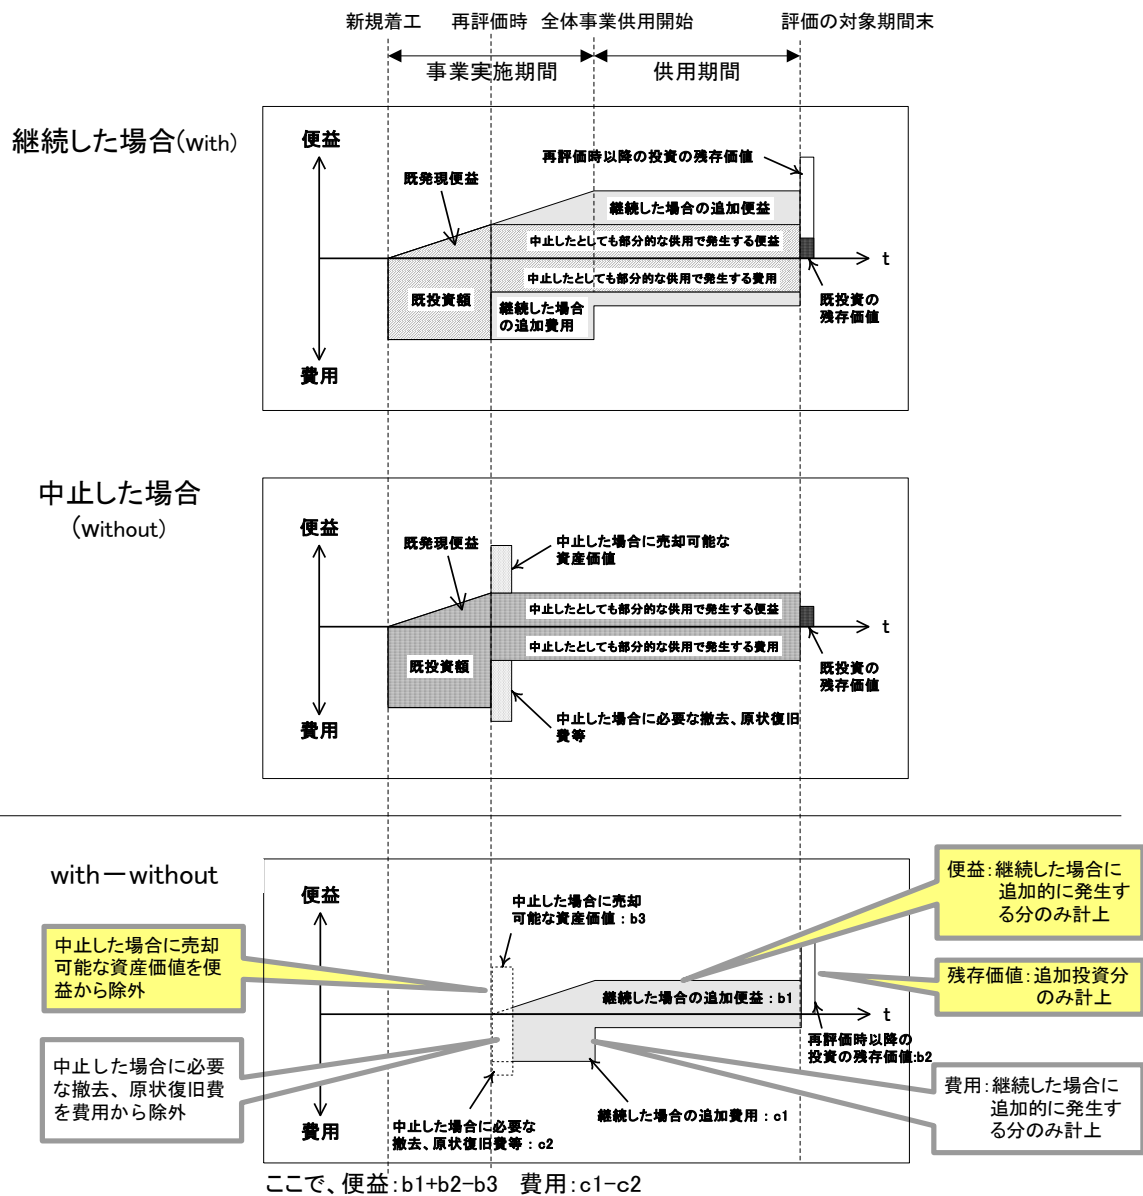 新規着工
再評価時
全体事業供用開始
評価の対象期間末
事業実施期間
供用期間
継続した場合(with)
便益
既発現便益
再評価時以降の投資の残存価値
継続した場合の追加便益
中止したとしても部分的な供用で発生する便益
t
中止したとしても部分的な供用で発生する費用
既投資額
継続した場合
の追加費用
既投資の
残存価値
費用
中止した場合
(without)
便益
既発現便益
中止した場合に売却可能な
資産価値
中止したとしても部分的な供用で発生する便益
t
中止したとしても部分的な供用で発生する費用
既投資額
既投資の
残存価値
中止した場合に必要な撤去、原状復旧
費等
費用
with－without
便益
中止した場合に売却
可能な資産価値：b3
便益：継続した場合に
追加的に発生す
る分のみ計上
中止した場合に売却
可能な資産価値を便
益から除外
残存価値：追加投資分
のみ計上
継続した場合の追加便益：b1
t
再評価時以降の
投資の残存価値:b2
中止した場合に必要
な撤去、原状復旧費
を費用から除外
費用：継続した場合に
追加的に発生す
る分のみ計上
継続した場合の追加費用：c1
中止した場合に必要な
撤去、原状復旧費等：c2
費用
ここで、便益：b1+b2−b3　費用：c1−c2